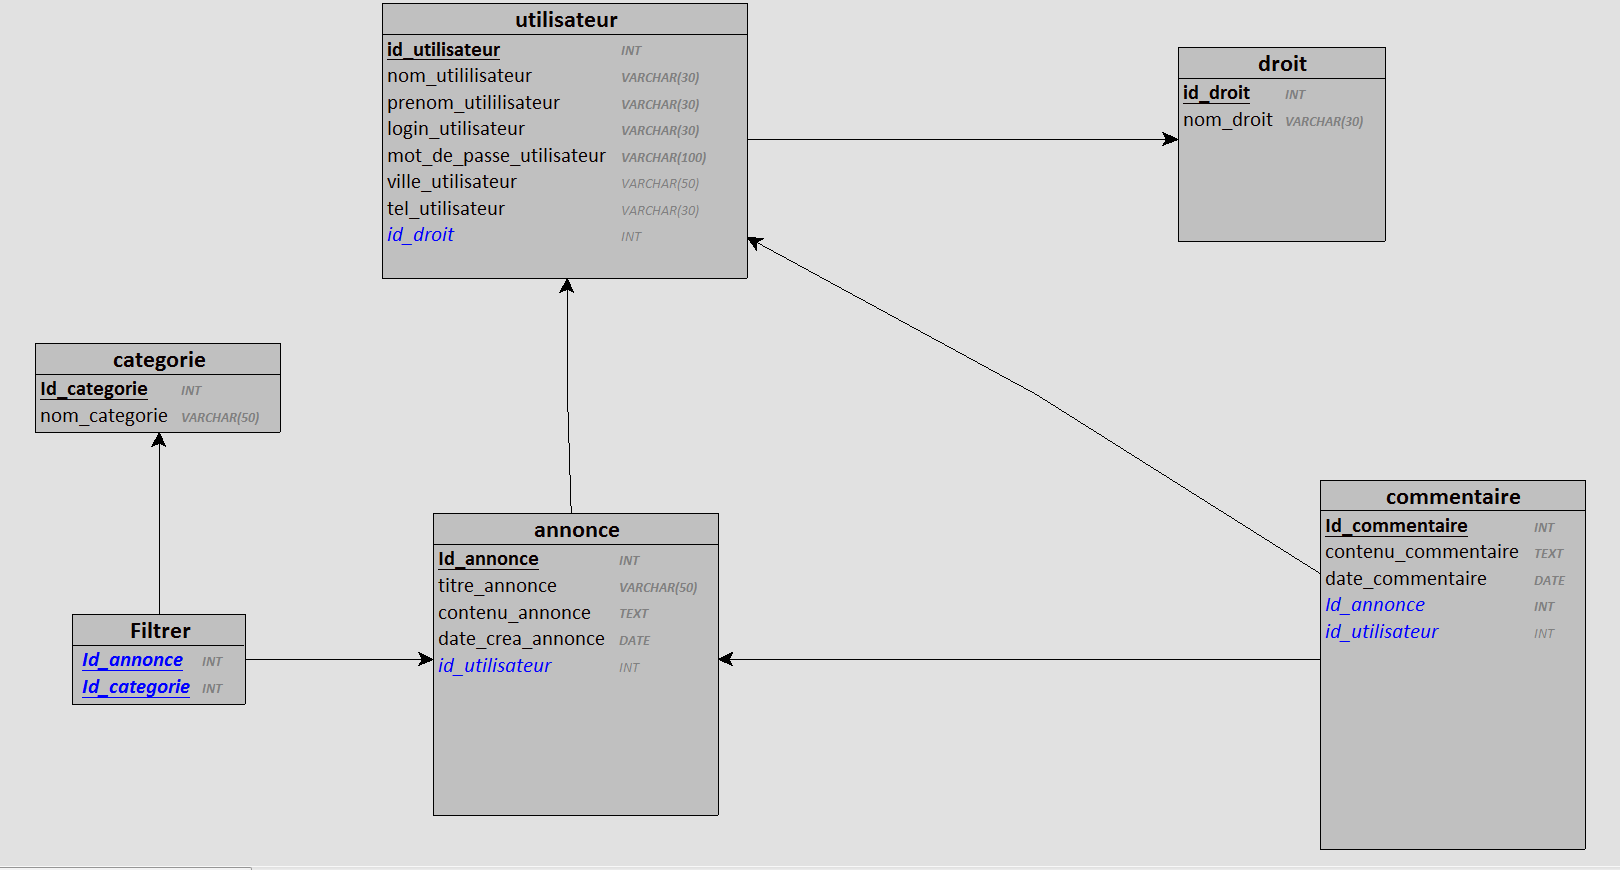 utilisateur
id_utilisateur INT
nom_utililisateur VARCHAR(30)
prenom_utililisateur VARCHAR(30)
login_utilisateur VARCHAR(30)
mot_de_passe_utilisateur VARCHAR(100)
ville_utilisateur VARCHAR(50)
tel_utilisateur VARCHAR(30)
id_droit INT
droit
id_droit INT
nom_droit VARCHAR(30)
categorie
Id_categorie INT
nom_categorie VARCHAR(50)
commentaire
Id_commentaire INT
contenu_commentaire TEXT
date_commentaire DATE
Id_annonce INT
id_utilisateur INT
annonce
Id_annonce INT
titre_annonce VARCHAR(50)
contenu_annonce TEXT
date_crea_annonce DATE
id_utilisateur INT
Filtrer
Id_annonce INT
Id_categorie INT